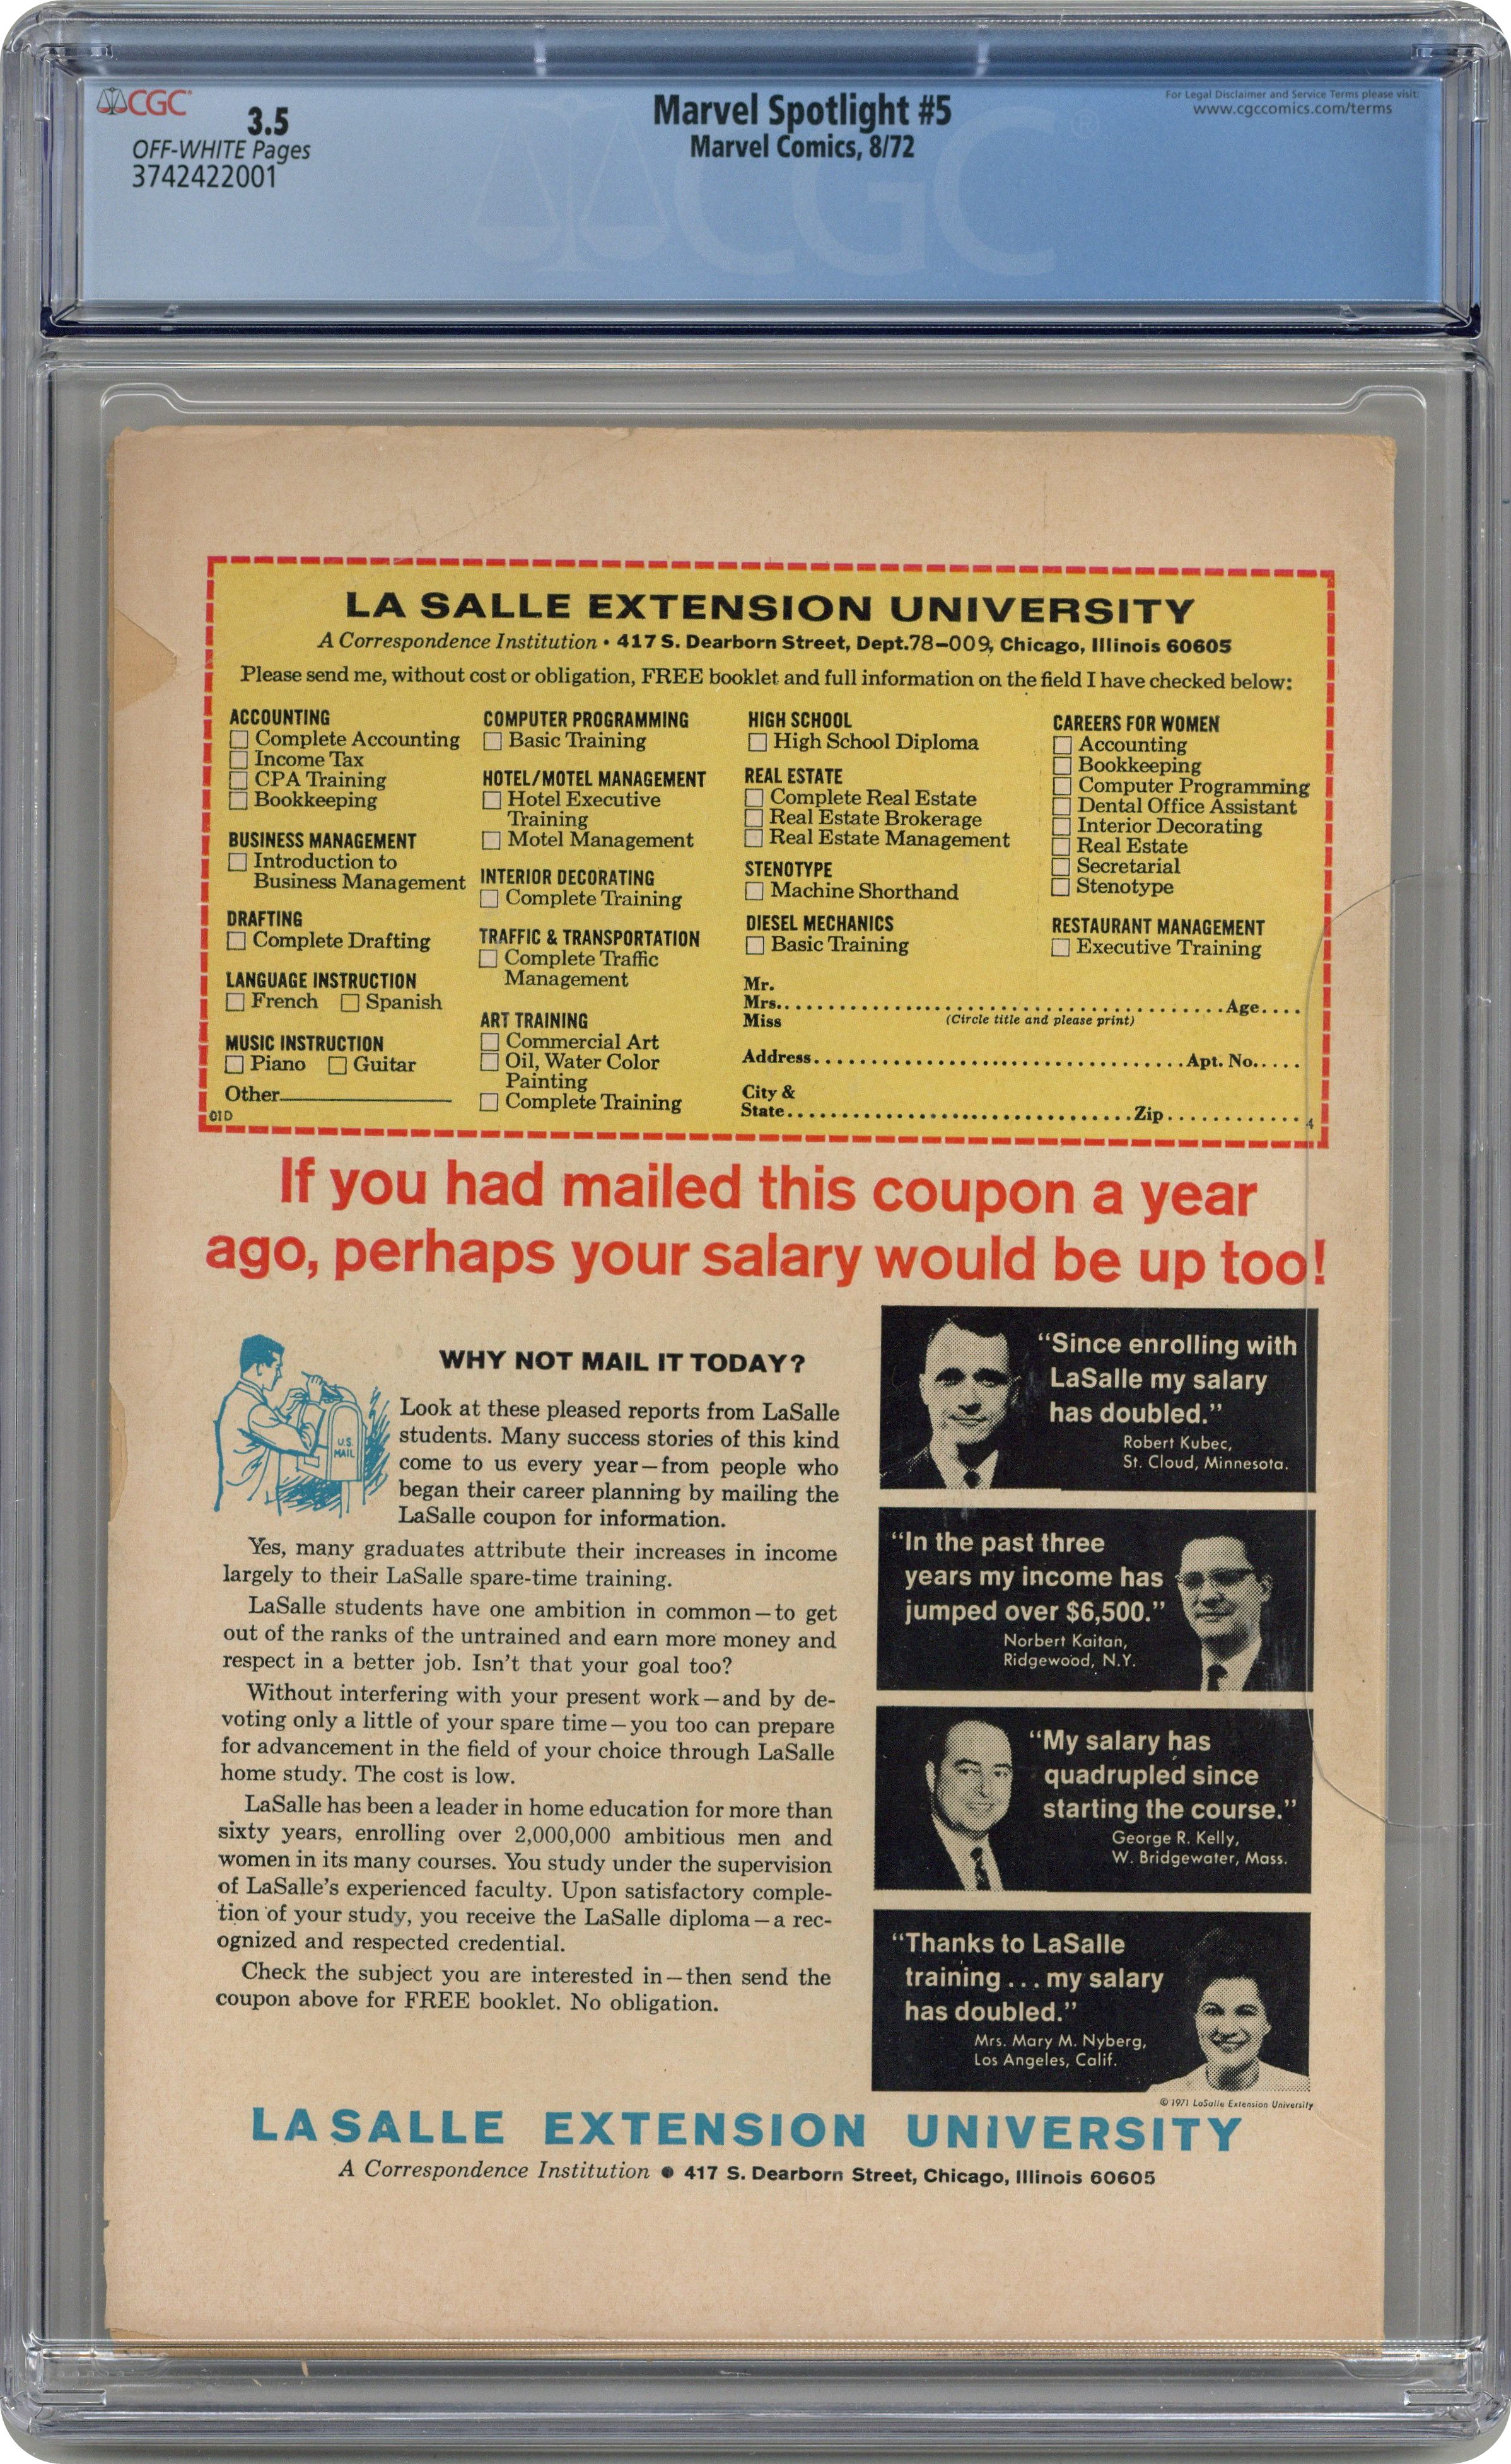 CGC
3.5
OFF-WHITE Pages
3742422001
Marvel Spotlight #5
Marvel Comics, 8/72
For Legal Disclaimer and Service Terms please visit:
www.cgccomics.com/terms
CGC ®
LA SALLE EXTENSION UNIVERSITY
A Correspondence Institution • 417 S. Dearborn Street, Dept.78-009, Chicago, Illinois 60605
Please send me, without cost or obligation, FREE booklet and full information on the field I have checked below:
ACCOUNTING
Complete Accounting
Income Tax
CPA Training
Bookkeeping
BUSINESS MANAGEMENT
Introduction to
Business Management
DRAFTING
Complete Drafting
LANGUAGE INSTRUCTION
French Spanish
MUSIC INSTRUCTION
Piano Guitar
Other
01D
COMPUTER PROGRAMMING
Basic Training
HOTEL/MOTEL MANAGEMENT
Hotel Executive
Training
Motel Management
INTERIOR DECORATING
Complete Training
TRAFFIC & TRANSPORTATION
Complete Traffic
Management
ART TRAINING
Commercial Art
Oil, Water Color
Painting
Complete Training
HIGH SCHOOL
High School Diploma
REAL ESTATE
Complete Real Estate
Real Estate Brokerage
Real Estate Management
STENOTYPE
Machine Shorthand
DIESEL MECHANICS
Basic Training
CAREERS FOR WOMEN
Accounting
Bookkeeping
Computer Programming
Dental Office Assistant
Interior Decorating
Real Estate
Secretarial
Stenotype
RESTAURANT MANAGEMENT
Executive Training
Mr.
Mrs. Age
Miss (Circle title and please print)
Address Apt. No.
City &
State Zip
4
If you had mailed this coupon a year
ago, perhaps your salary would be up too!
U.S.
MAIL
WHY NOT MAIL IT TODAY?
Look at these pleased reports from LaSalle
students. Many success stories of this kind
come to us every year—from people who
began their career planning by mailing the
LaSalle coupon for information.
Yes, many graduates attribute their increases in income
largely to their LaSalle spare-time training.
LaSalle students have one ambition in common—to get
out of the ranks of the untrained and earn more money and
respect in a better job. Isn't that your goal too?
Without interfering with your present work—and by de-
voting only a little of your spare time—you too can prepare
for advancement in the field of your choice through LaSalle
home study. The cost is low.
LaSalle has been a leader in home education for more than
sixty years, enrolling over 2,000,000 ambitious men and
women in its many courses. You study under the supervision
of LaSalle's experienced faculty. Upon satisfactory comple-
tion of your study, you receive the LaSalle diploma—a rec-
ognized and respected credential.
Check the subject you are interested in—then send the
coupon above for FREE booklet. No obligation.
"Since enrolling with
LaSalle my salary
has doubled."
Robert Kubec,
St. Cloud, Minnesota.
"In the past three
years my income has
jumped over $6,500."
Norbert Kaitan,
Ridgewood, N.Y.
"My salary has
quadrupled since
starting the course."
George R. Kelly,
W. Bridgewater, Mass.
"Thanks to LaSalle
training . . . my salary
has doubled."
Mrs. Mary M. Nyberg,
Los Angeles, Calif.
© 1971 LaSalle Extension University
LASALLE EXTENSION UNIVERSITY
A Correspondence Institution • 417 S. Dearborn Street, Chicago, Illinois 60605